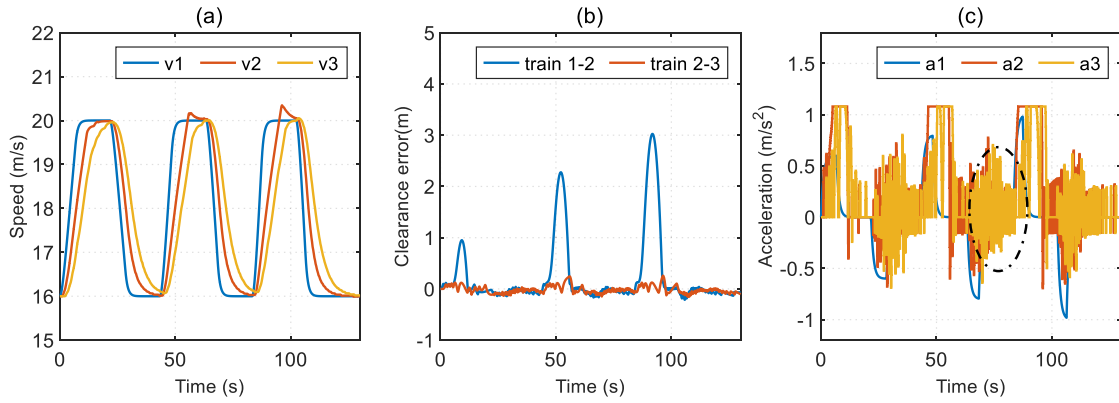 (a)
22
21
20
19
18
17
16
15
v1 v2 v3
Speed (m/s)
0 50 100
Time (s)
(b)
5
4
3
2
1
0
-1
train 1-2 train 2-3
Clearance error(m)
0 50 100
Time (s)
(c)
1.5
1
0.5
0
-0.5
-1
a1 a2 a3
Acceleration (m/s²)
0 50 100
Time (s)